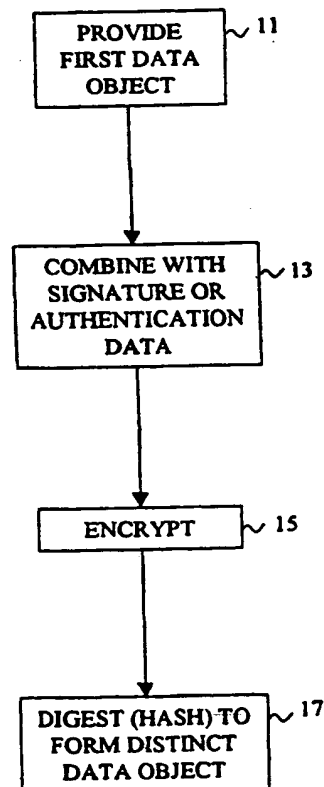 PROVIDE
FIRST DATA
OBJECT
11
COMBINE WITH
SIGNATURE OR
AUTHENTICATION
DATA
13
ENCRYPT
15
DIGEST (HASH) TO
FORM DISTINCT
DATA OBJECT
17